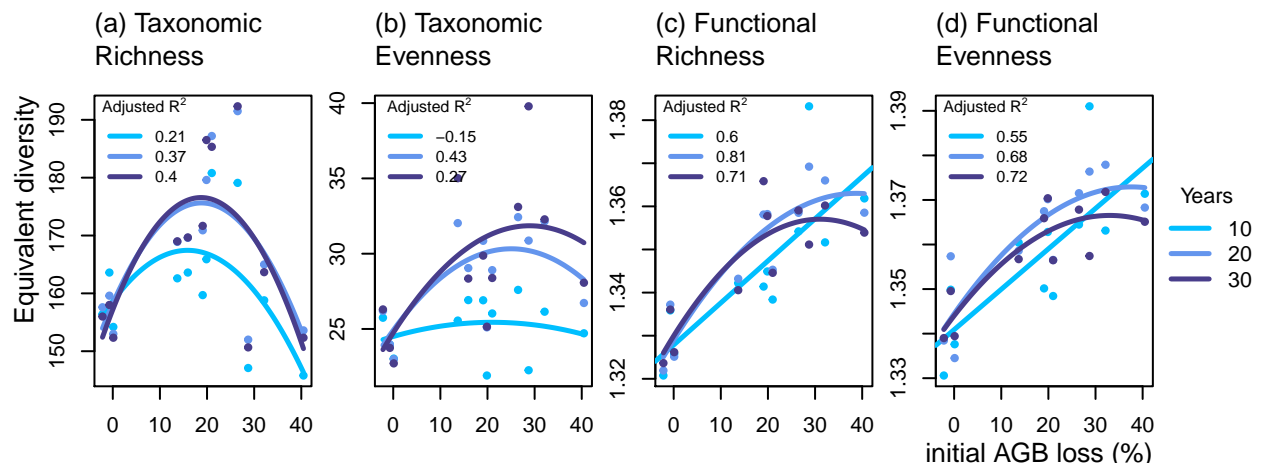 (a) Taxonomic
Richness
(b) Taxonomic
Evenness
(c) Functional
Richness
(d) Functional
Evenness
Equivalent diversity
Adjusted R²
0.21
0.37
0.4
150
160
170
180
190
0 10 20 30 40
Adjusted R²
−0.15
0.43
0.27
25
30
35
40
0 10 20 30 40
Adjusted R²
0.6
0.81
0.71
1.32
1.34
1.36
1.38
0 10 20 30 40
Adjusted R²
0.55
0.68
0.72
1.33
1.35
1.37
1.39
0 10 20 30 40
initial AGB loss (%)
Years
10
20
30